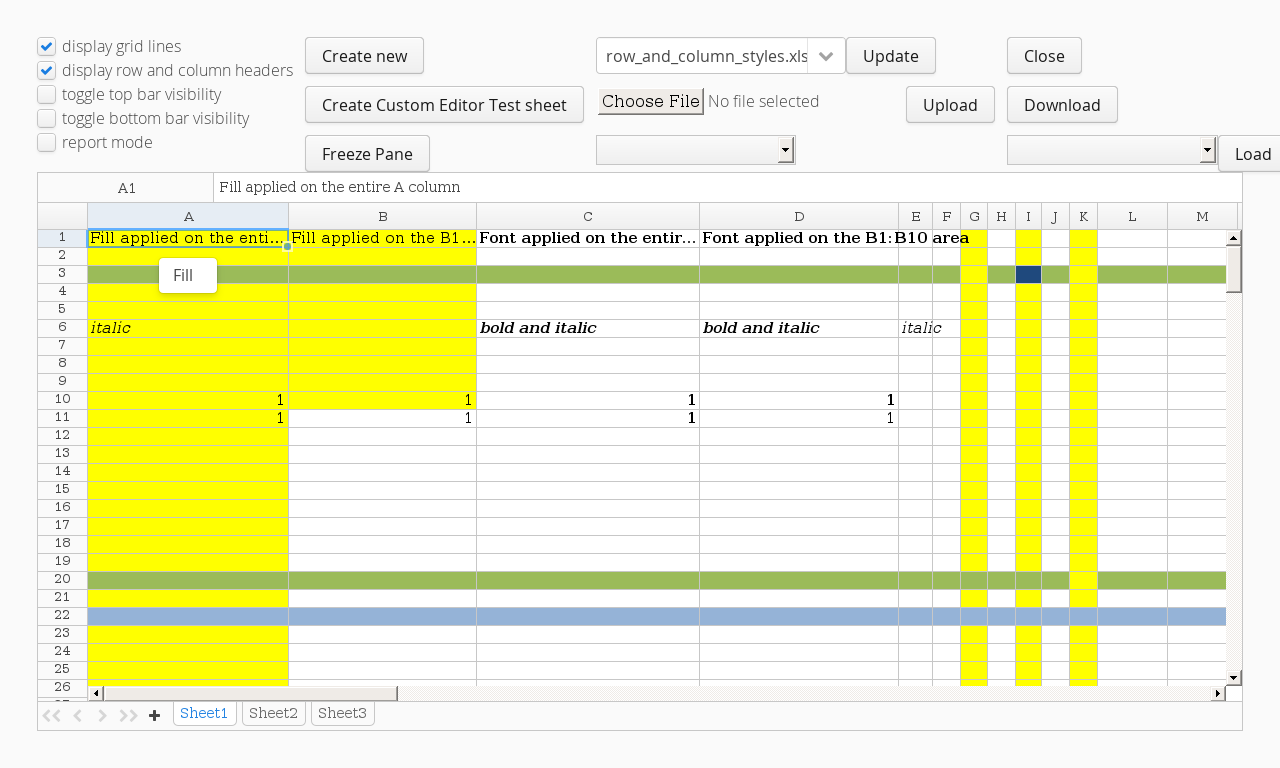 display grid lines
display row and column headers
toggle top bar visibility
toggle bottom bar visibility
report mode
Create new
row_and_column_styles.xls
Update
Close
Create Custom Editor Test sheet
Choose File No file selected
Upload
Download
Freeze Pane
Load
A1
Fill applied on the entire A column
A B C D E F G H I J K L M
1 Fill applied on the enti... Fill applied on the B1... Font applied on the entir... Font applied on the B1:B10 area
2
3
Fill
4
5
6 italic bold and italic bold and italic italic
7
8
9
10 1 1 1 1
11 1 1 1 1
12
13
14
15
16
17
18
19
20
21
22
23
24
25
26
Sheet1 Sheet2 Sheet3